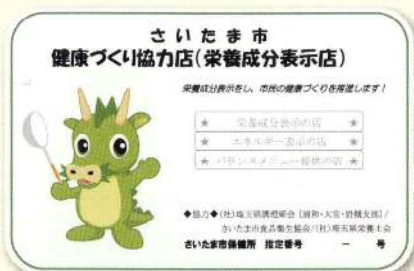 さいたま市
健康づくり協力店(栄養成分表示店)
栄養成分表示をし、市民の健康づくりを推進します!
★ 栄養成分表示の店 ★
★ エネルギー表示の店 ★
★ バランスメニュー提供の店 ★
◆協力◆(社)埼玉県調理師会[浦和・大宮・岩槻支部]/
さいたま市食品衛生協会/(社)埼玉県栄養士会
さいたま市保健所 指定番号 － 号